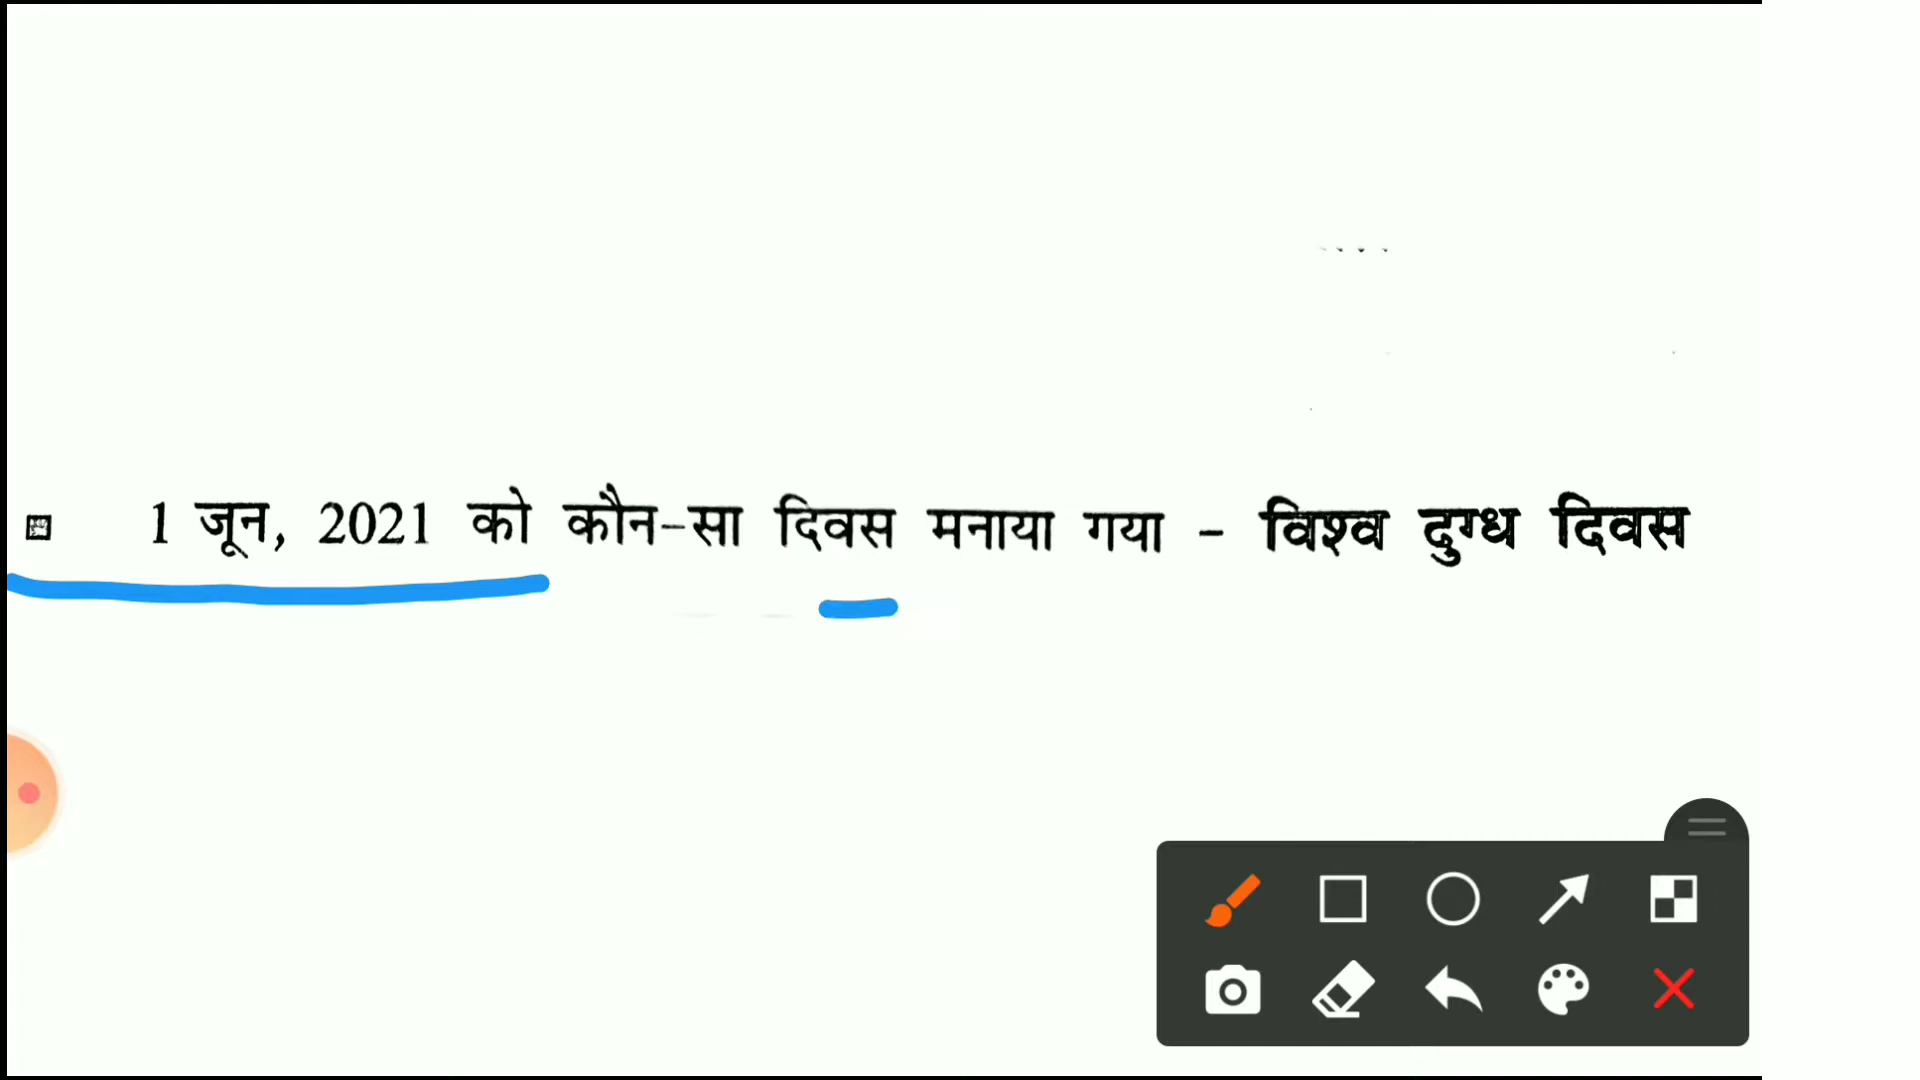 1 जून, 2021 को कौन-सा दिवस मनाया गया - विश्व दुग्ध दिवस